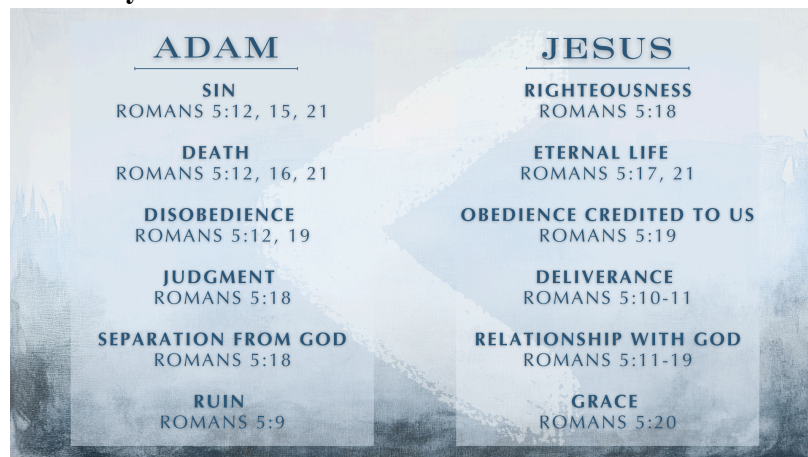 ADAM
SIN
ROMANS 5:12, 15, 21
DEATH
ROMANS 5:12, 16, 21
DISOBEDIENCE
ROMANS 5:12, 19
JUDGMENT
ROMANS 5:18
SEPARATION FROM GOD
ROMANS 5:18
RUIN
ROMANS 5:9
JESUS
RIGHTEOUSNESS
ROMANS 5:18
ETERNAL LIFE
ROMANS 5:17, 21
OBEDIENCE CREDITED TO US
ROMANS 5:19
DELIVERANCE
ROMANS 5:10-11
RELATIONSHIP WITH GOD
ROMANS 5:11-19
GRACE
ROMANS 5:20